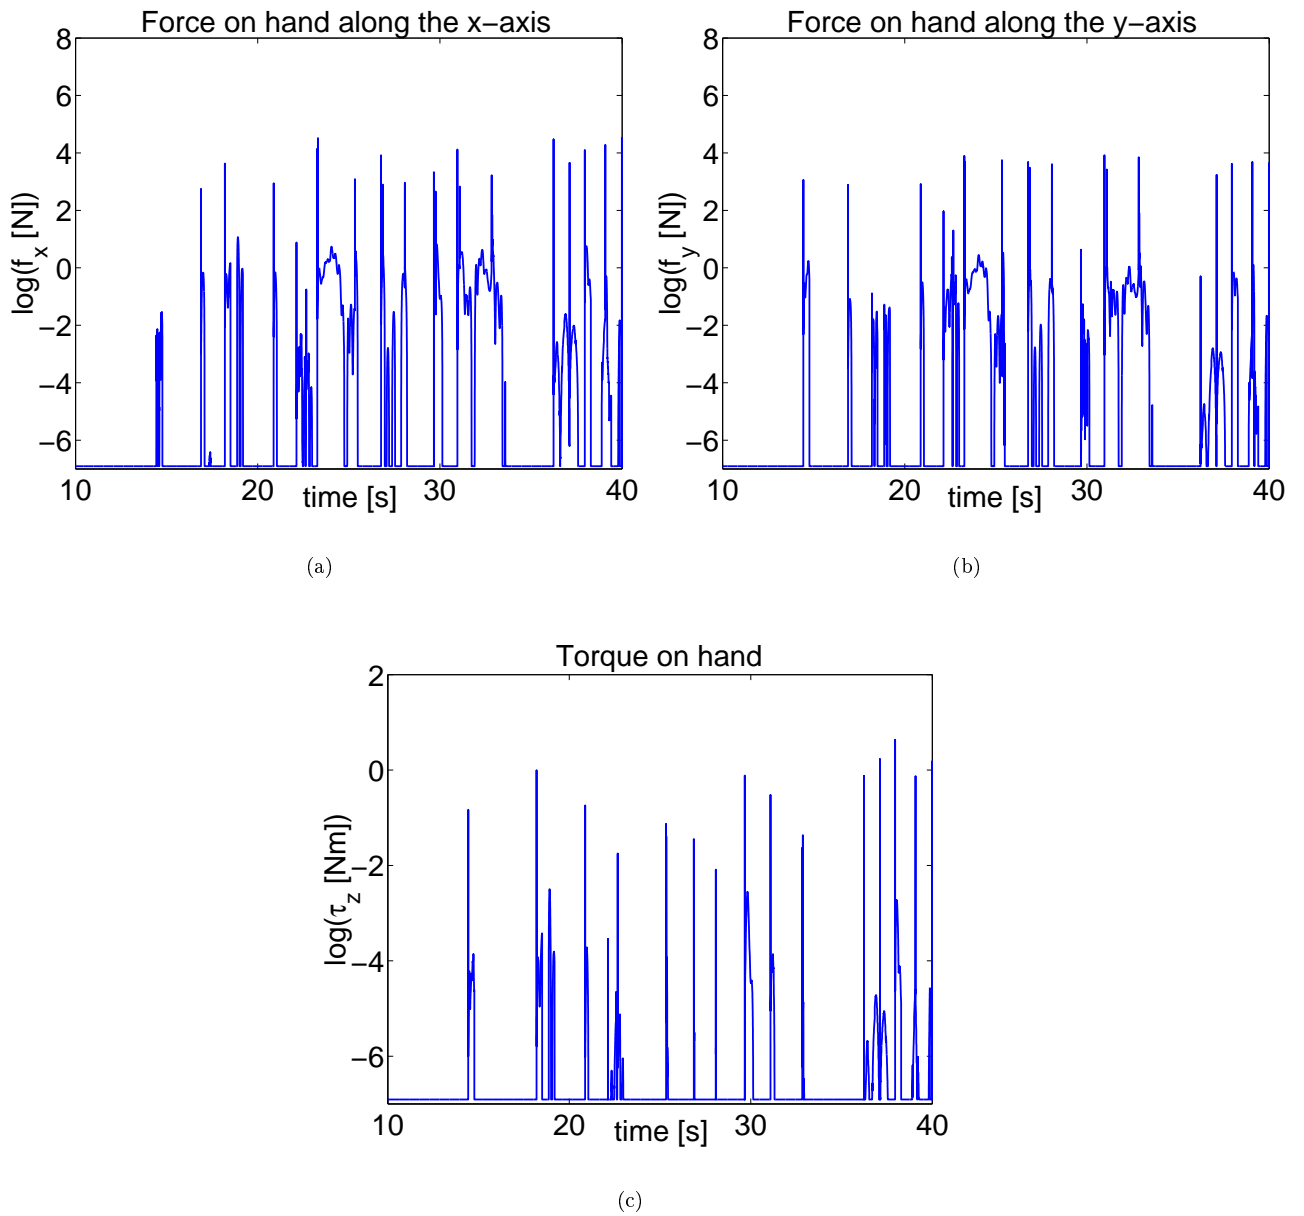 Force on hand along the x−axis
8
6
4
2
0
−2
−4
−6
log(f_x [N])
10 20 30 40
time [s]
(a)
Force on hand along the y−axis
8
6
4
2
0
−2
−4
−6
log(f_y [N])
10 20 30 40
time [s]
(b)
Torque on hand
2
0
−2
−4
−6
log(τ_z [Nm])
10 20 30 40
time [s]
(c)